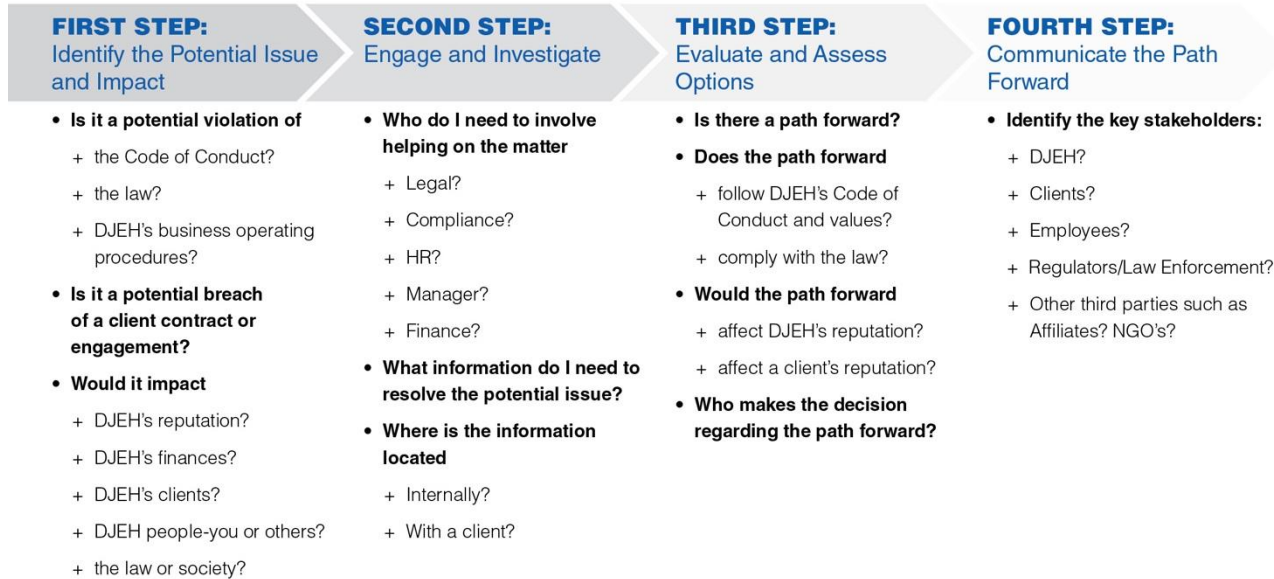 FIRST STEP:
Identify the Potential Issue
and Impact
• Is it a potential violation of
+ the Code of Conduct?
+ the law?
+ DJEH's business operating
procedures?
• Is it a potential breach
of a client contract or
engagement?
• Would it impact
+ DJEH's reputation?
+ DJEH's finances?
+ DJEH's clients?
+ DJEH people-you or others?
+ the law or society?
SECOND STEP:
Engage and Investigate
• Who do I need to involve
helping on the matter
+ Legal?
+ Compliance?
+ HR?
+ Manager?
+ Finance?
• What information do I need to
resolve the potential issue?
• Where is the information
located
+ Internally?
+ With a client?
THIRD STEP:
Evaluate and Assess
Options
• Is there a path forward?
• Does the path forward
+ follow DJEH's Code of
Conduct and values?
+ comply with the law?
• Would the path forward
+ affect DJEH's reputation?
+ affect a client's reputation?
• Who makes the decision
regarding the path forward?
FOURTH STEP:
Communicate the Path
Forward
• Identify the key stakeholders:
+ DJEH?
+ Clients?
+ Employees?
+ Regulators/Law Enforcement?
+ Other third parties such as
Affiliates? NGO's?